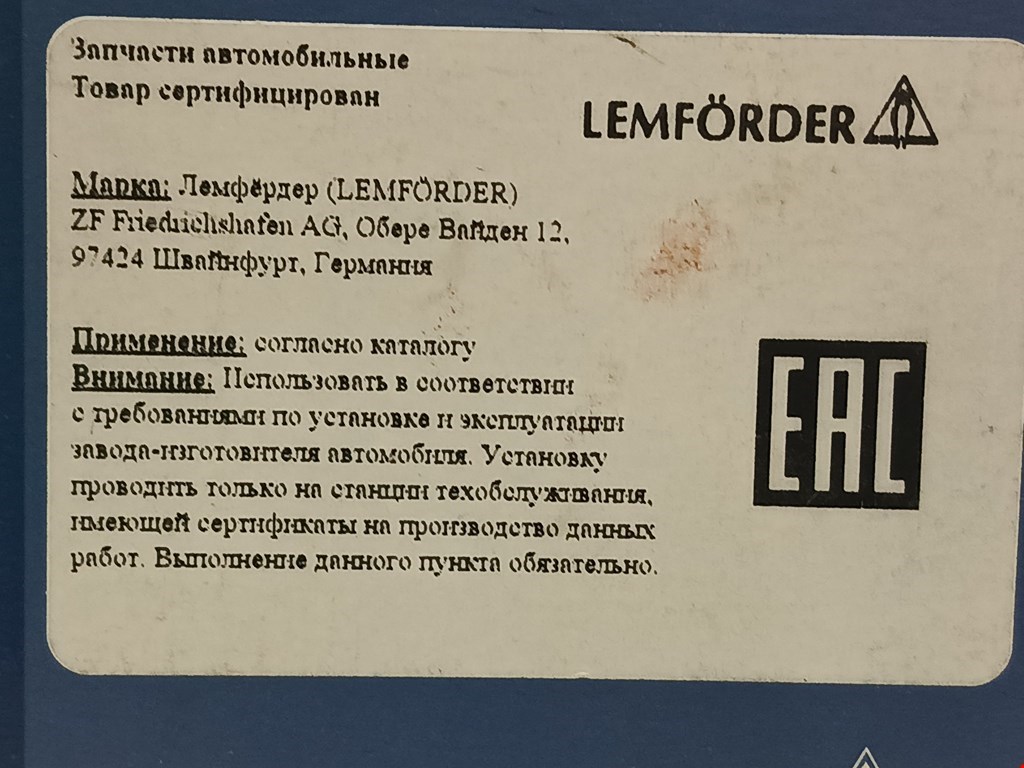 Запчасти автомобильные
Товар сертифицирован
LEMFÖRDER
Марка: Лемфёрдер (LEMFÖRDER)
ZF Friedrichshafen AG, Обере Вайден 12,
97424 Швайнфурт, Германия
Применение: согласно каталогу
Внимание: Использовать в соответствии
с требованиями по установке и эксплуатации
завода-изготовителя автомобиля. Установку
проводить только на станции техобслуживания,
имеющей сертификаты на производство данных
работ. Выполнение данного пункта обязательно.
EAC